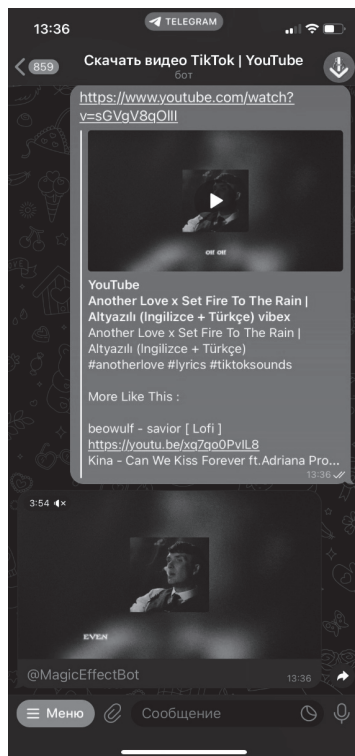 13:36
TELEGRAM
859
Скачать видео TikTok | YouTube
бот
https://www.youtube.com/watch?
v=sGVgV8qOlII
off off
YouTube
Another Love x Set Fire To The Rain |
Altyazılı (Ingilizce + Türkçe) vibex
Another Love x Set Fire To The Rain |
Altyazılı (Ingilizce + Türkçe)
#anotherlove #lyrics #tiktoksounds
More Like This :
beowulf - savior [ Lofi ]
https://youtu.be/xq7qo0PvlL8
Kina - Can We Kiss Forever ft.Adriana Pro...
13:36
3:54
EVEN
@MagicEffectBot
13:36
Меню
Сообщение